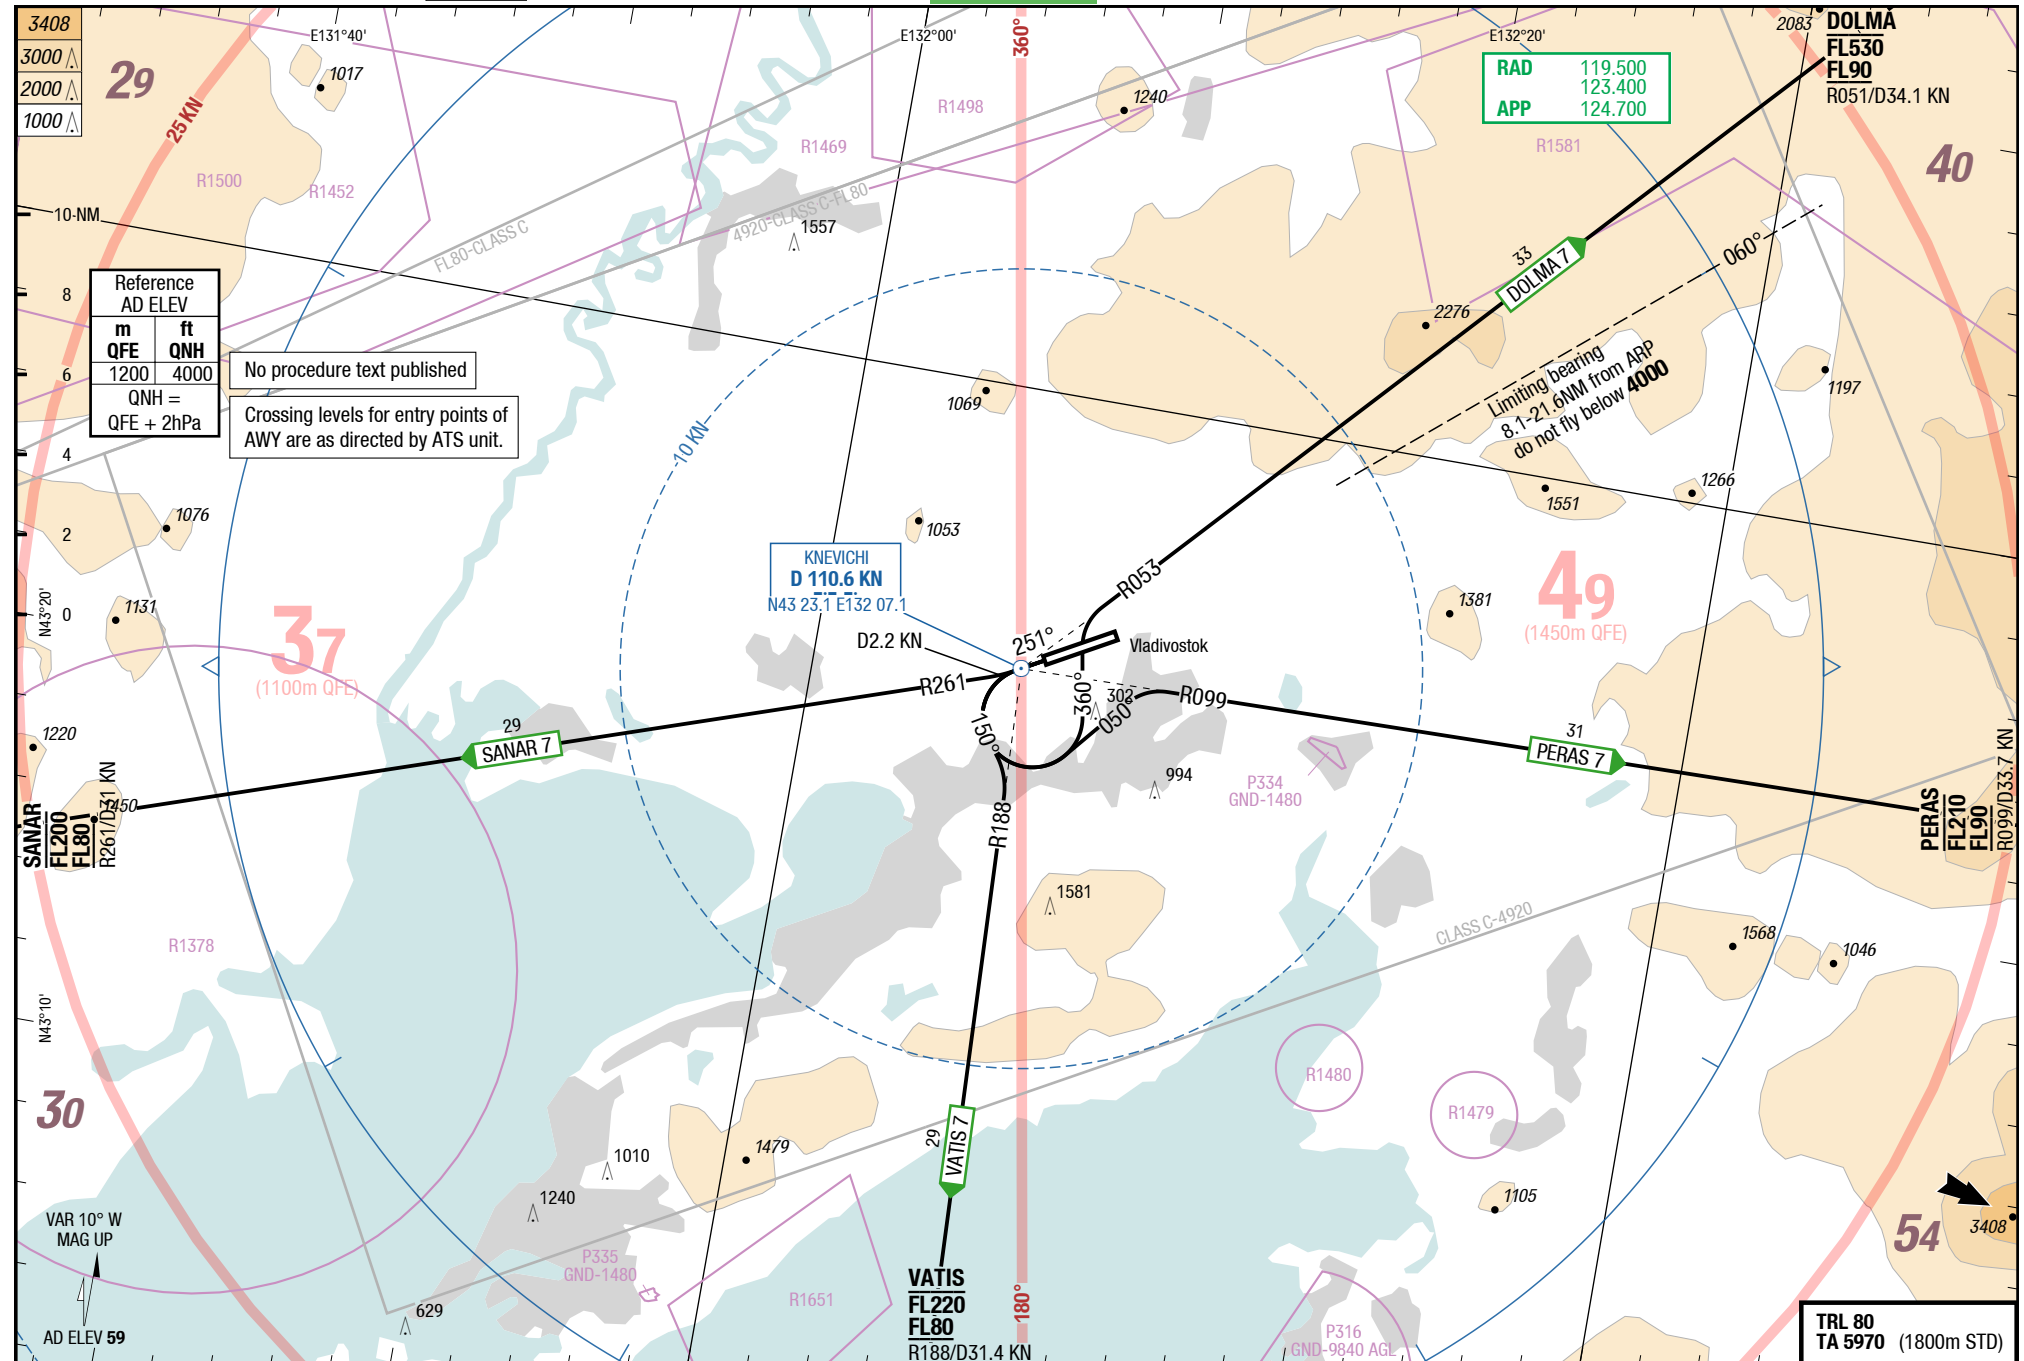 3408
3000
2000
1000
29
25 KN
1017
E131°40'
E132°00'
360°
E132°20'
2083
DOLMA
FL530
FL90
R051/D34.1 KN
RAD 119.500
123.400
APP 124.700
R1498
1240
R1469
R1581
40
R1500
R1452
10-NM
8
6
4
2
0
FL80-CLASS C
4920-CLASS C-FL80
1557
Reference
AD ELEV
m ft
QFE QNH
1200 4000
QNH =
QFE + 2hPa
No procedure text published
Crossing levels for entry points of
AWY are as directed by ATS unit.
33
DOLMA 7
060°
2276
Limiting bearing
8.1-21.6NM from ARP
do not fly below 4000
1197
1069
10 KN
1551
1266
1076
1053
KNEVICHI
D 110.6 KN
N43 23.1 E132 07.1
R053
N43°20'
1131
37
(1100m QFE)
1381
49
(1450m QFE)
D2.2 KN
251°
Vladivostok
R261
360°
302
050°
R099
150°
1220
29
SANAR 7
31
PERAS 7
SANAR
FL200
FL80
R261/D31 KN
1450
PERAS
FL210
FL90
R099/D33.7 KN
994
P334
GND-1480
R188
1581
CLASS C-4920
1568
1046
R1378
N43°10'
R1480
R1479
30
29
VATIS 7
1479
1010
1240
1105
54
3408
VAR 10° W
MAG UP
AD ELEV 59
P335
GND-1480
629
R1651
VATIS
FL220
FL80
R188/D31.4 KN
180°
P316
GND-9840 AGL
TRL 80
TA 5970 (1800m STD)